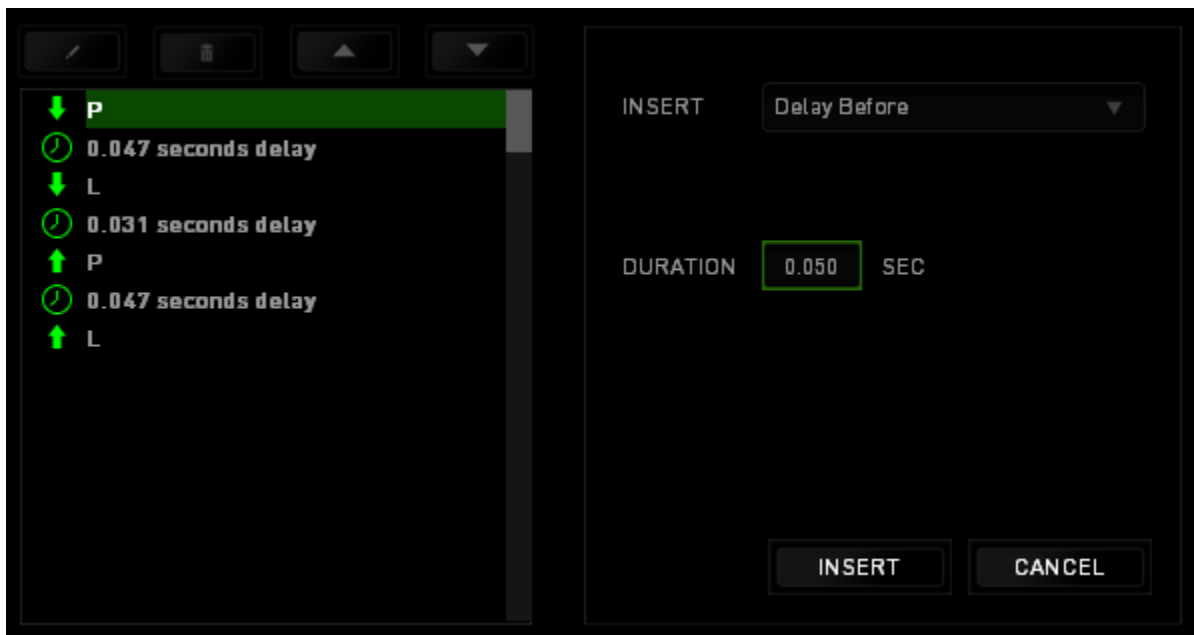 P
0.047 seconds delay
L
0.031 seconds delay
P
0.047 seconds delay
L
INSERT Delay Before
DURATION 0.050 SEC
INSERT CANCEL